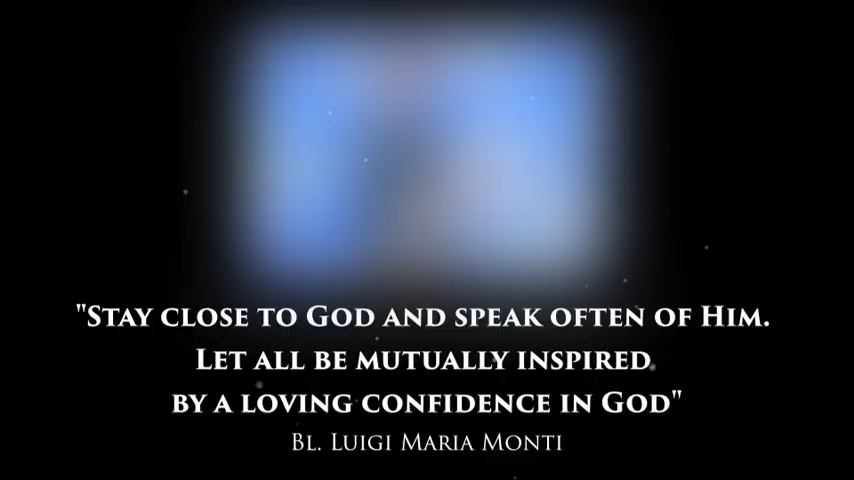 "Stay close to God and speak often of Him.
Let all be mutually inspired
by a loving confidence in God"
Bl. Luigi Maria Monti